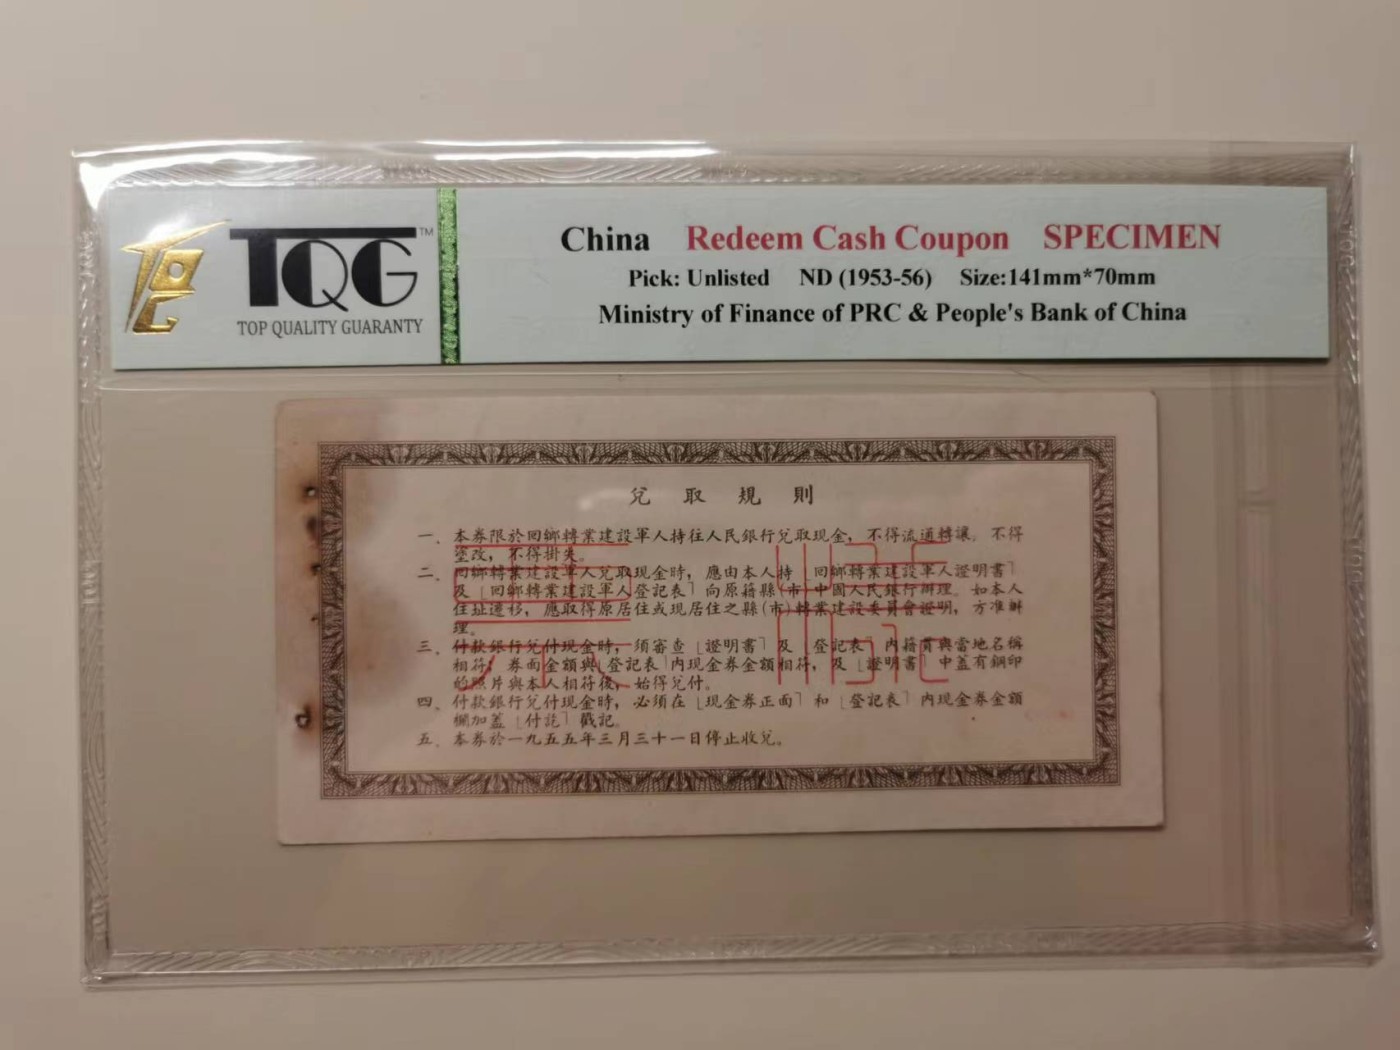 TQG™
TOP QUALITY GUARANTY
China Redeem Cash Coupon SPECIMEN
Pick: Unlisted ND (1953-56) Size:141mm*70mm
Ministry of Finance of PRC & People's Bank of China
兌取規則
一、本券限於回鄉轉業建設軍人持往人民銀行兌取現金，不得流通轉讓。不得
塗改，不得掛失。
二、回鄉轉業建設軍人兌取現金時，應由本人持「回鄉轉業建設軍人證明書」
及「回鄉轉業建設軍人登記表」向原籍縣(市)中國人民銀行辦理。如本人
住址遷移，應取得原居住或現居住之縣(市)轉業建設委員會證明，方准辦
理。
三、付款銀行兌付現金時，須審查「證明書」及「登記表」內籍貫與當地名稱
相符；券面金額與「登記表」內現金券金額相符，及「證明書」中蓋有鋼印
的照片與本人相符後，始得兌付。
四、付款銀行兌付現金時，必須在「現金券正面」和「登記表」內現金券金額
欄加蓋「付訖」戳記。
五、本券於一九五五年三月三十一日停止收兌。
票樣